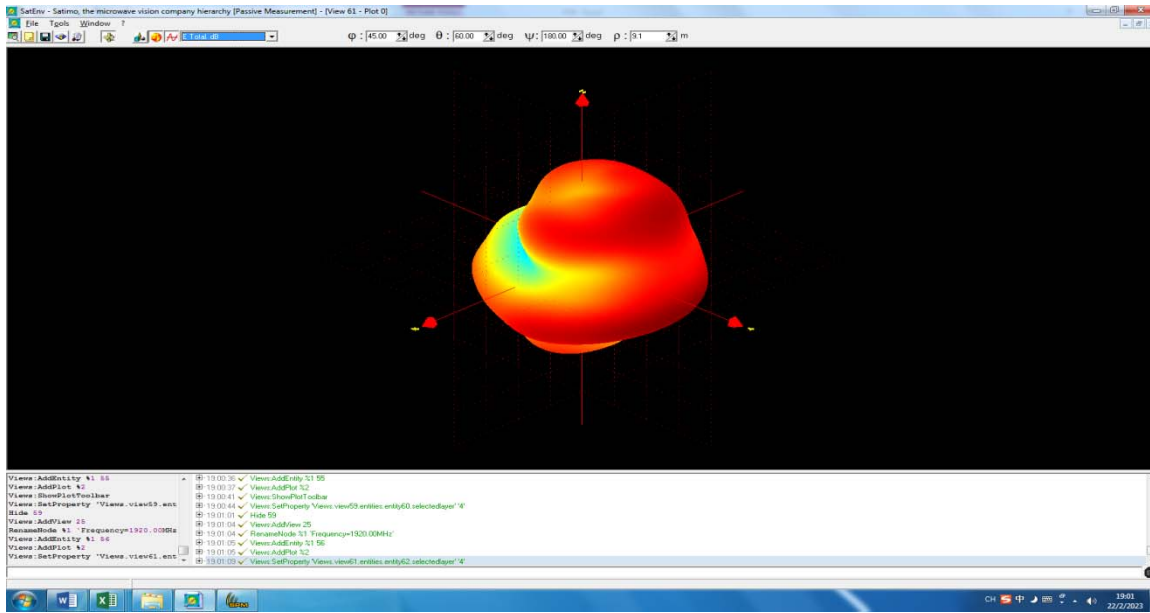 SatEnv - Satimo, the microwave vision company hierarchy [Passive Measurement] - [View 61 - Plot 0]
File Tools Window ?
E Total dB φ : 45.00 deg θ : 60.00 deg ψ: 180.00 deg ρ : 9.1 m
Views:AddEntity %1 55
Views:AddPlot %2
Views:ShowPlotToolbar
Views:SetProperty 'Views.view59.ent
Hide 59
Views:AddView 25
RenameNode %1 'Frequency=1920.00MHz
Views:AddEntity %1 56
Views:AddPlot %2
Views:SetProperty 'Views.view61.ent
19:00:36 Views:AddEntity %1 55
19:00:37 Views:AddPlot %2
19:00:41 Views:ShowPlotToolbar
19:00:44 Views:SetProperty 'Views.view59.entities.entity60.selectedlayer' '4'
19:01:01 Hide 59
19:01:04 Views:AddView 25
19:01:04 RenameNode %1 'Frequency=1920.00MHz'
19:01:05 Views:AddEntity %1 56
19:01:05 Views:AddPlot %2
19:01:09 Views:SetProperty 'Views.view61.entities.entity62.selectedlayer' '4'
CH 中 19:01
22/2/2023